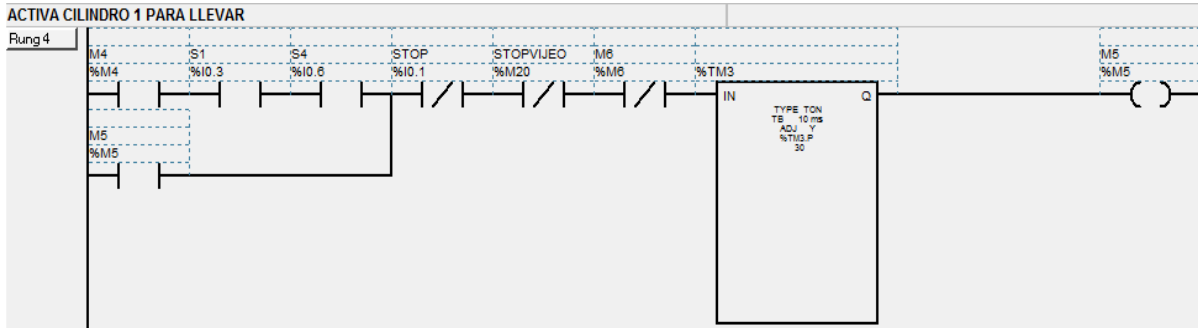 ACTIVA CILINDRO 1 PARA LLEVAR
Rung 4
M4 S1 S4 STOP STOPVIJEO M6 M5
%M4 %I0.3 %I0.6 %I0.1 %M20 %M6 %TM3 %M5
IN Q
TYPE TON
TB 10 ms
ADJ Y
%TM3.P
30
M5
%M5